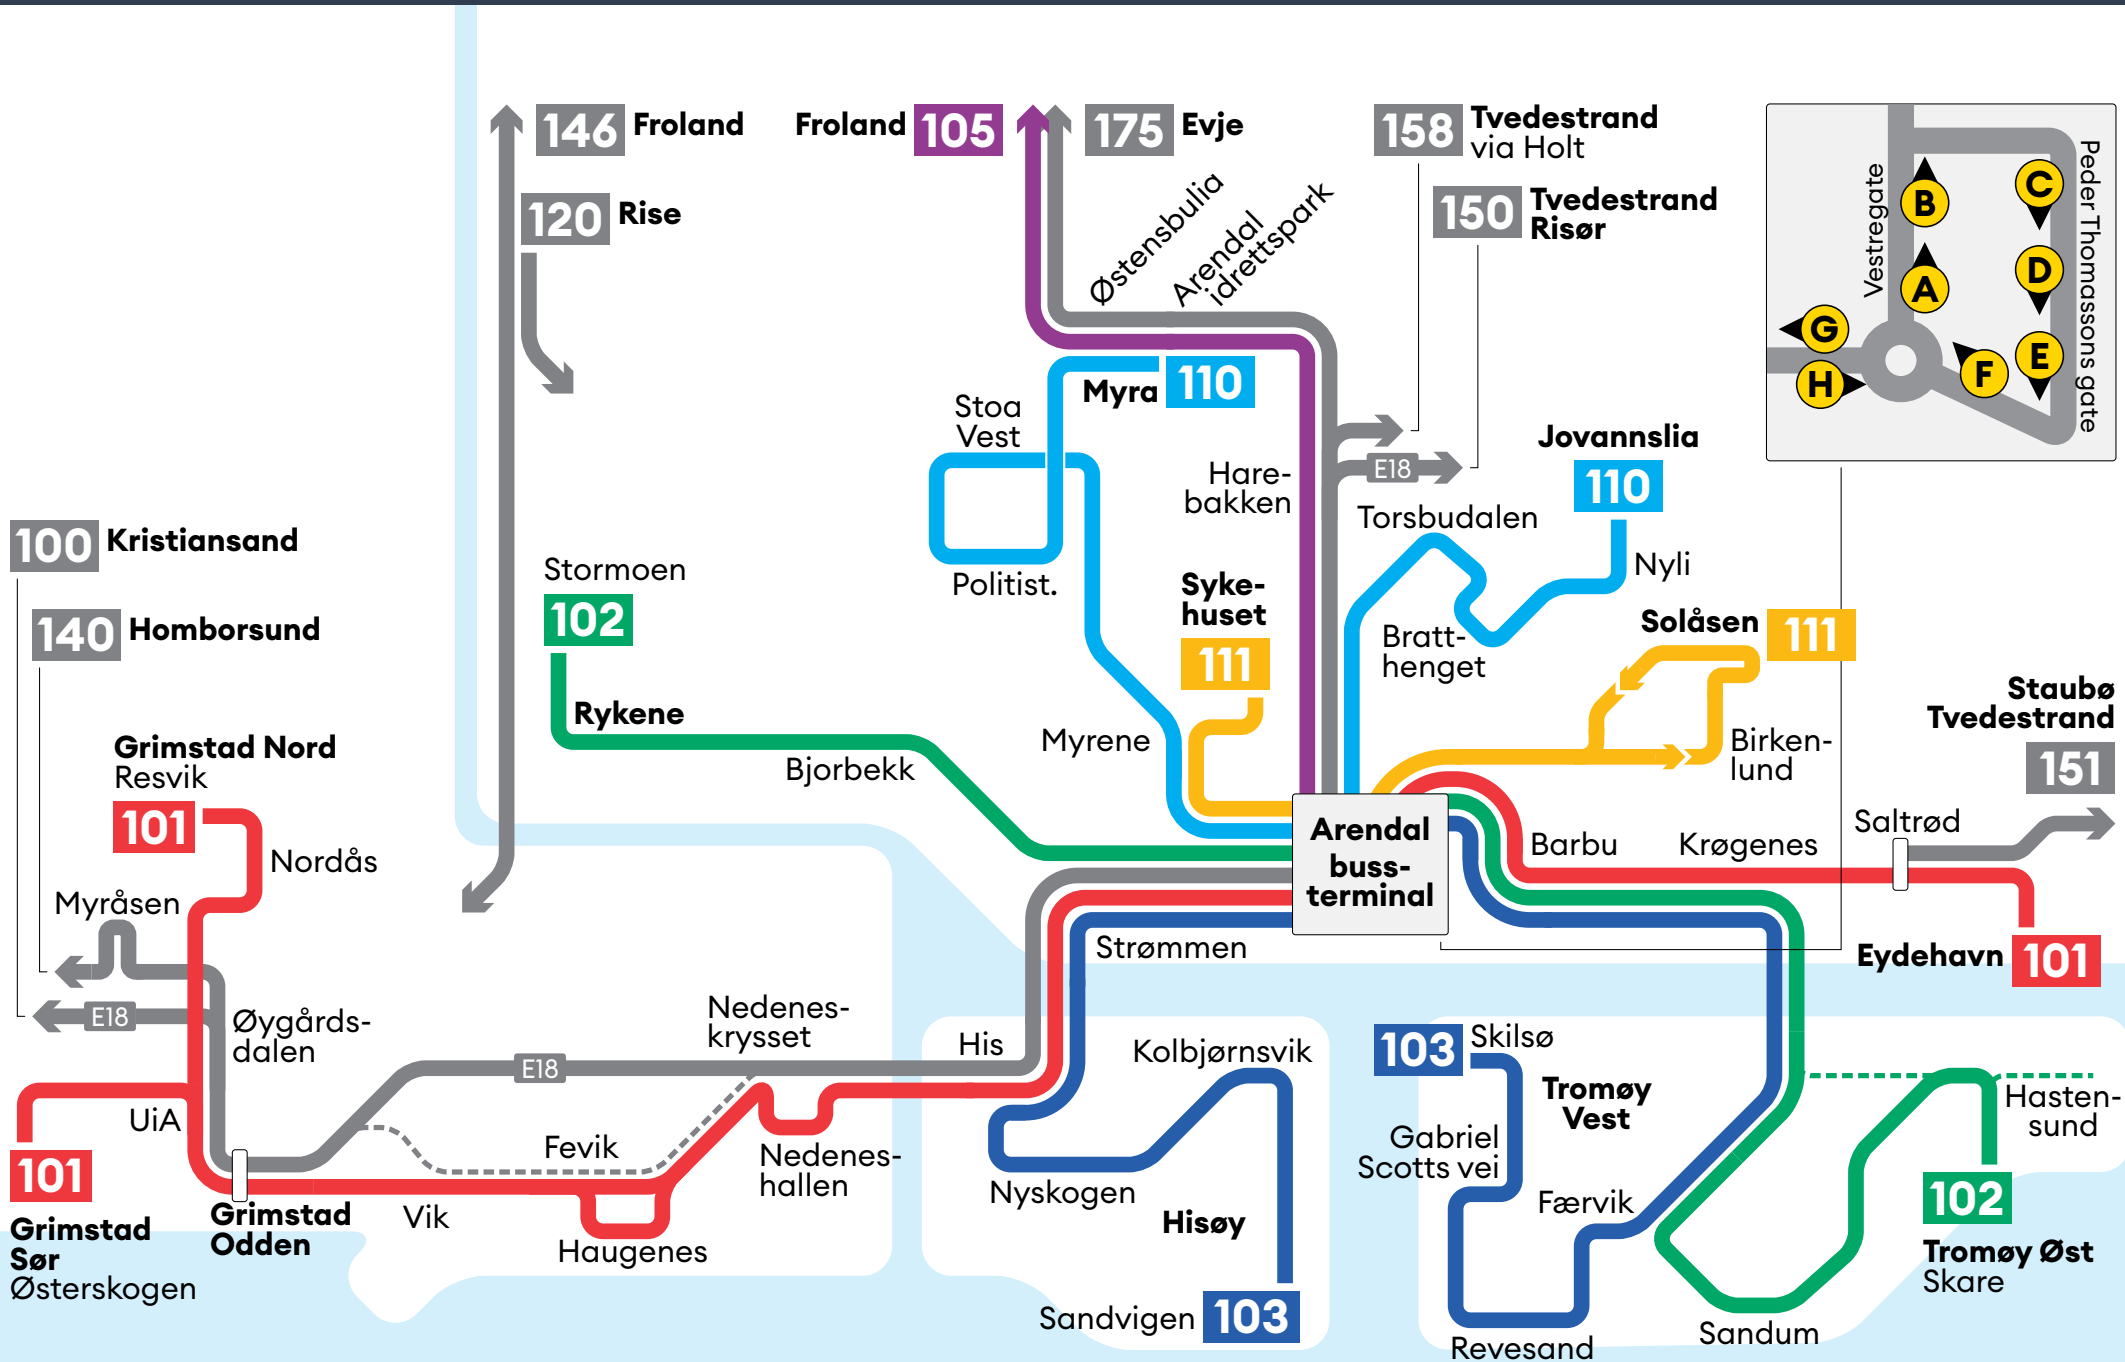 146 Froland
Froland 105
175 Evje
158 Tvedestrand
via Holt
120 Rise
150 Tvedestrand
Risør
Østensbulia
Arendal
idrettspark
Vestregate
Peder Thomassons gate
B
C
A
D
G
E
H
F
Myra 110
Stoa
Vest
Politist.
Hare-
bakken
E18
Jovannslia
110
Torsbudalen
Nyli
Bratt-
henget
100 Kristiansand
140 Homborsund
Stormoen
102
Rykene
Bjorbekk
Syke-
huset
111
Myrene
Solåsen 111
Birken-
lund
Staubø
Tvedestrand
151
Grimstad Nord
Resvik
101
Nordås
Myråsen
E18
Øygårds-
dalen
Arendal
buss-
terminal
Barbu
Krøgenes
Saltrød
Eydehavn 101
Strømmen
Nedenes-
krysset
E18
His
Kolbjørnsvik
103 Skilsø
Tromøy
Vest
Hasten-
sund
UiA
101
Grimstad
Sør
Østerskogen
Grimstad
Odden
Vik
Fevik
Haugenes
Nedenes-
hallen
Nyskogen
Hisøy
Sandvigen 103
Gabriel
Scotts vei
Færvik
Revesand
Sandum
102
Tromøy Øst
Skare